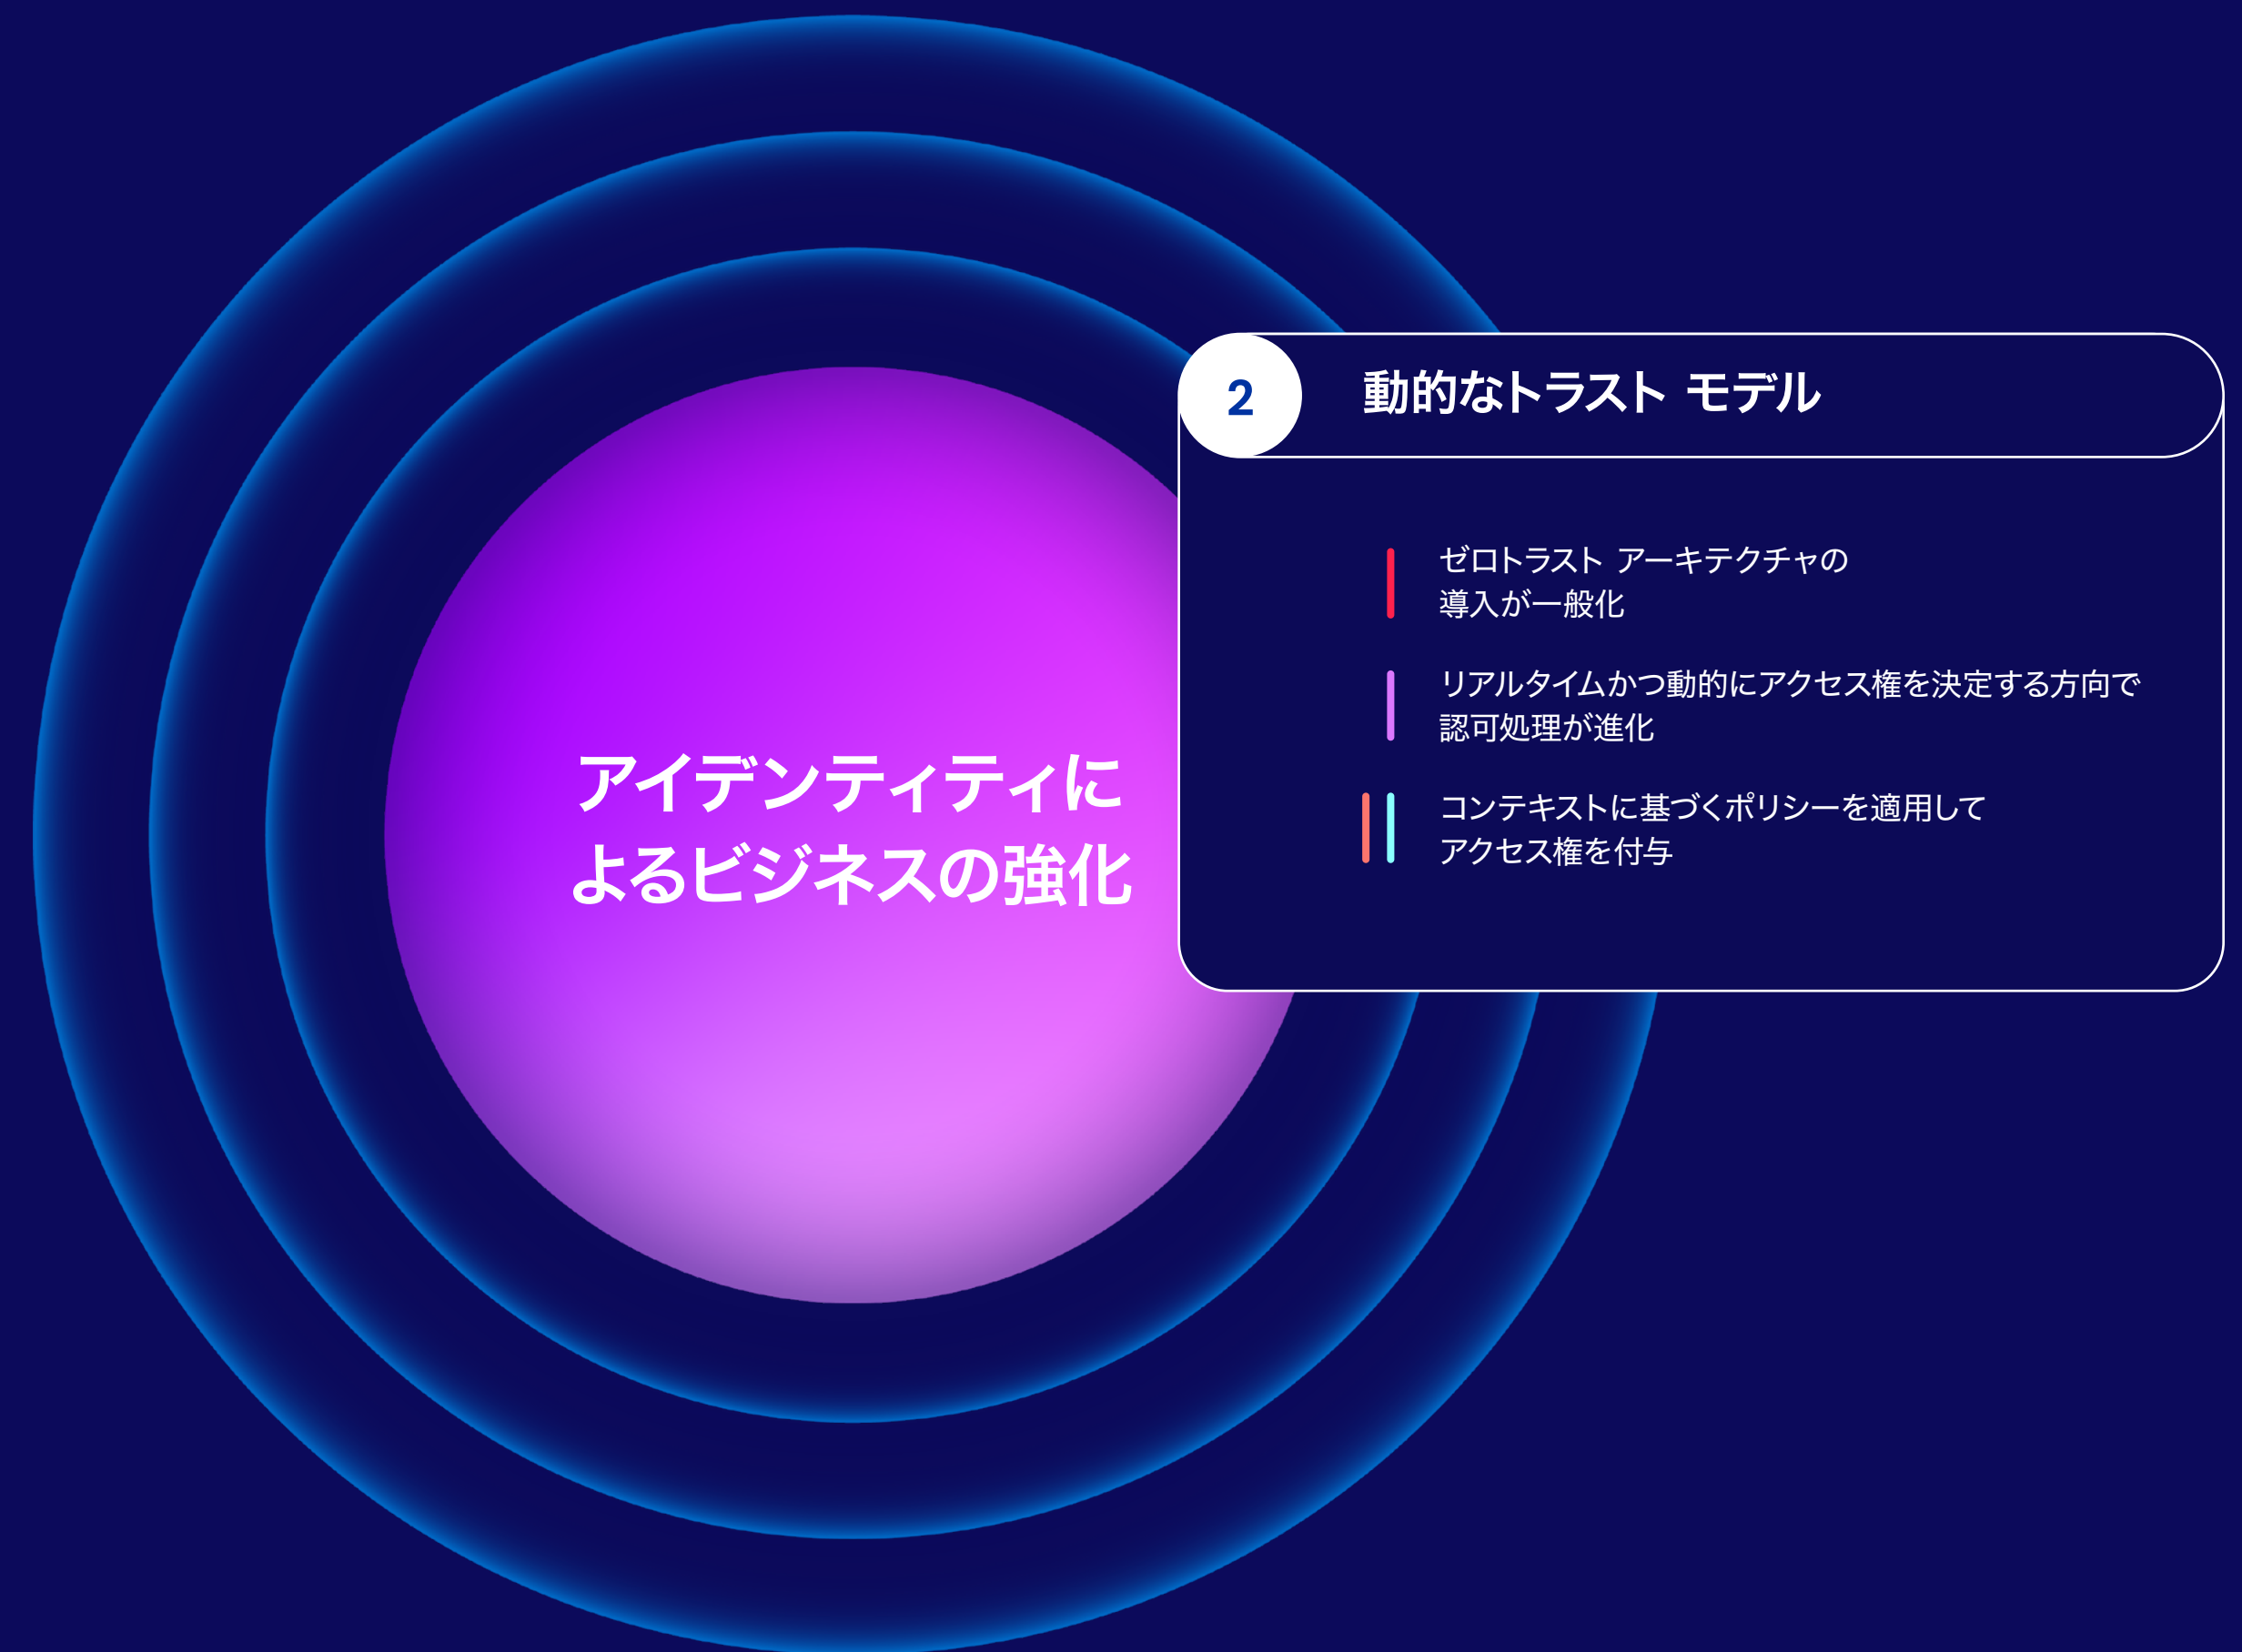 アイデンティティに
よるビジネスの強化
2
動的なトラスト モデル
ゼロトラスト アーキテクチャの
導入が一般化
リアルタイムかつ動的にアクセス権を決定する方向で
認可処理が進化
コンテキストに基づくポリシーを適用して
アクセス権を付与